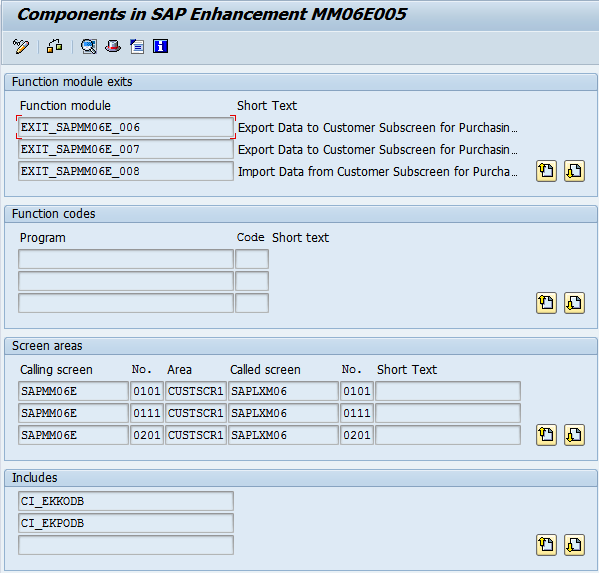 Components in SAP Enhancement MM06E005
Function module exits
Function module Short Text
EXIT_SAPMM06E_006 Export Data to Customer Subscreen for Purchasin...
EXIT_SAPMM06E_007 Export Data to Customer Subscreen for Purchasin...
EXIT_SAPMM06E_008 Import Data from Customer Subscreen for Purcha...
Function codes
Program Code Short text
Screen areas
Calling screen No. Area Called screen No. Short Text
SAPMM06E 0101 CUSTSCR1 SAPLXM06 0101
SAPMM06E 0111 CUSTSCR1 SAPLXM06 0111
SAPMM06E 0201 CUSTSCR1 SAPLXM06 0201
Includes
CI_EKKODB
CI_EKPODB